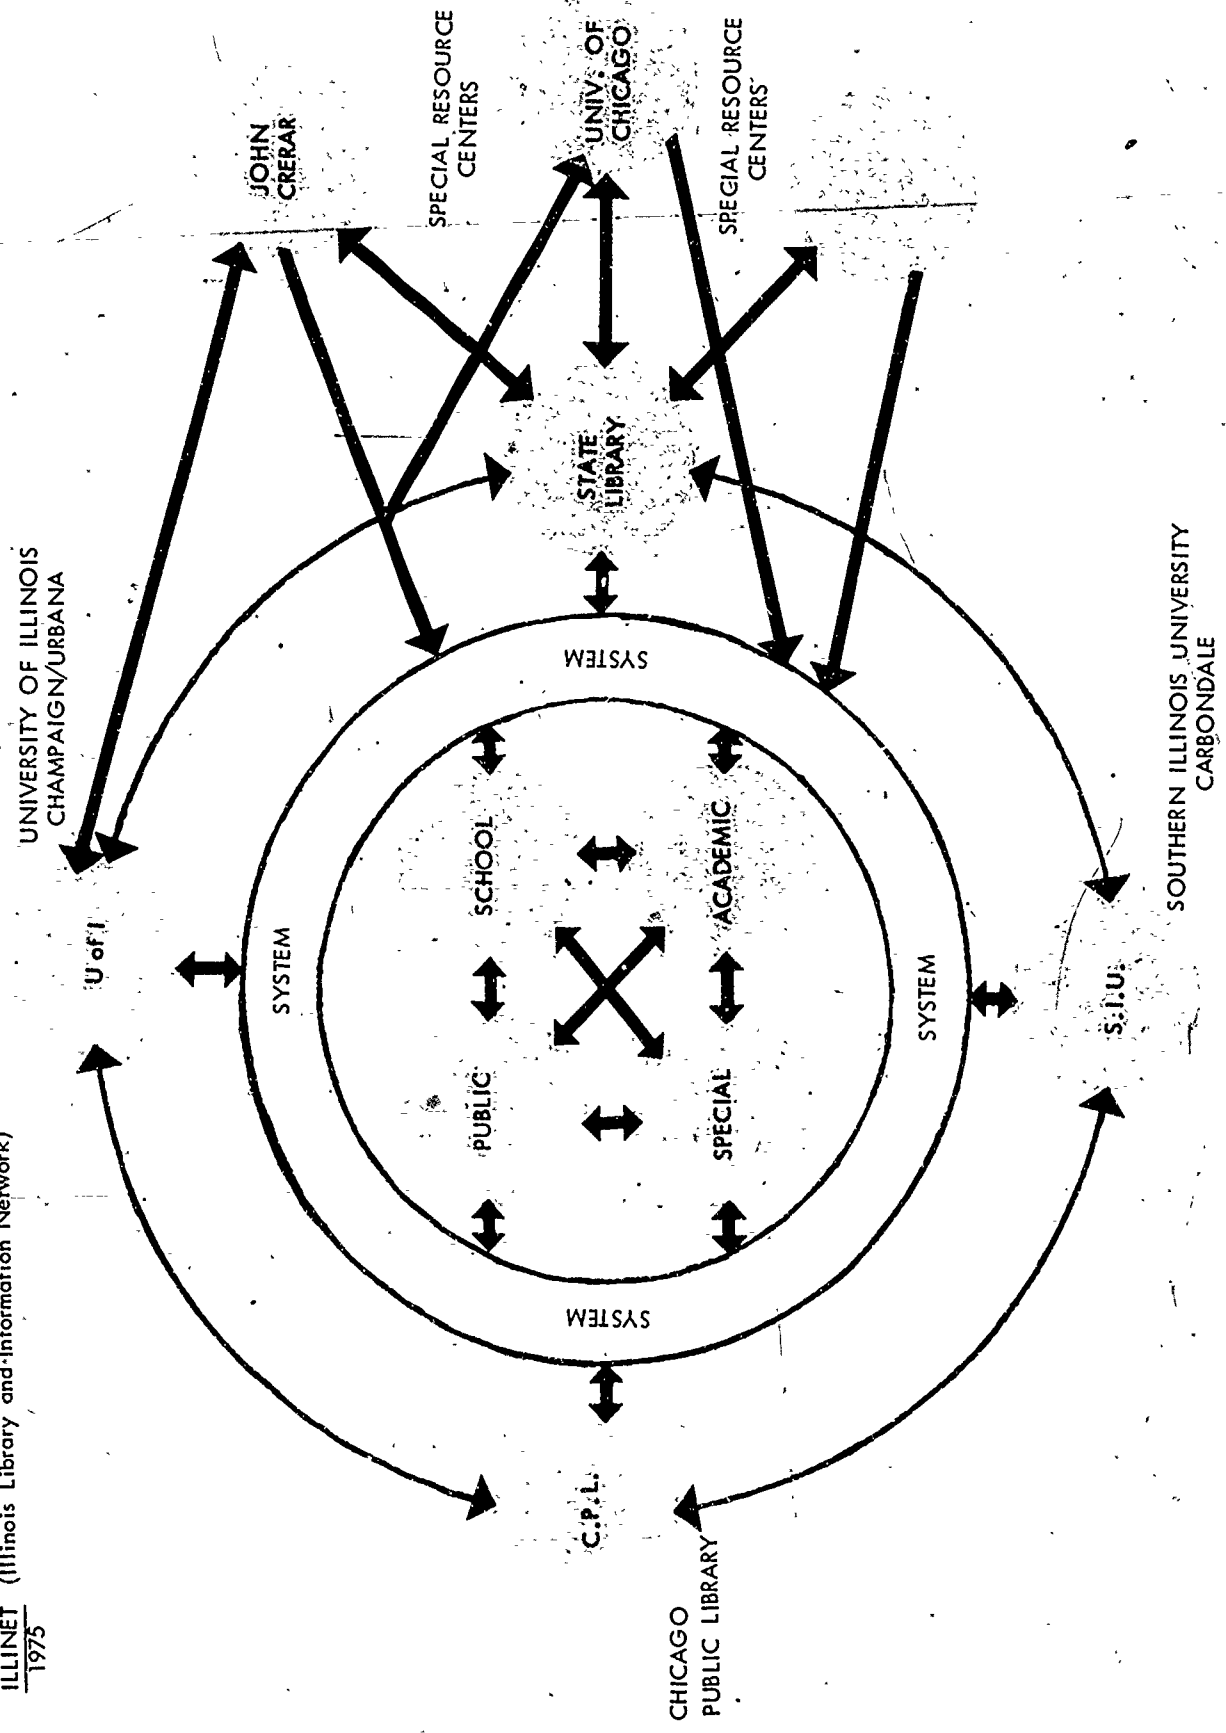 ILLINET (Illinois Library and Information Network)
1975
UNIVERSITY OF ILLINOIS
CHAMPAIGN/URBANA
U of I
JOHN
CRERAR
SPECIAL RESOURCE
CENTERS
UNIV. OF
CHICAGO
SPECIAL RESOURCE
CENTERS
STATE
LIBRARY
SYSTEM
SYSTEM
SYSTEM
SYSTEM
PUBLIC
SCHOOL
SPECIAL
ACADEMIC
C.P.L.
CHICAGO
PUBLIC LIBRARY
S.I.U.
SOUTHERN ILLINOIS UNIVERSITY
CARBONDALE